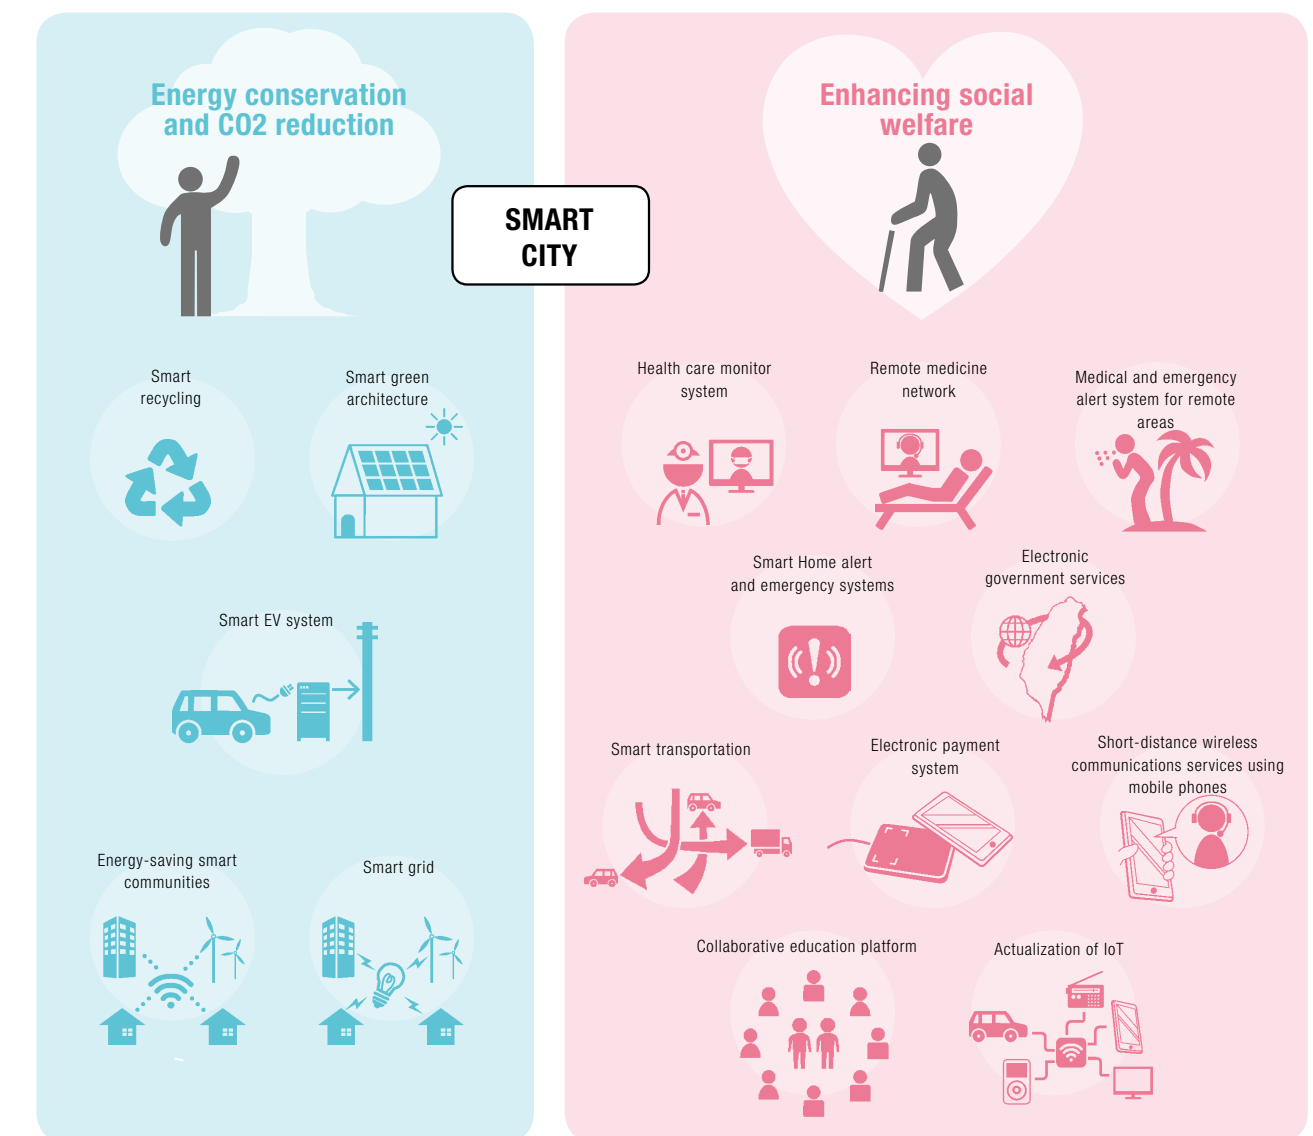 Energy conservation
and CO2 reduction
Enhancing social
welfare
SMART
CITY
Smart
recycling
Smart green
architecture
Smart EV system
Energy-saving smart
communities
Smart grid
Health care monitor
system
Remote medicine
network
Medical and emergency
alert system for remote
areas
Smart Home alert
and emergency systems
Electronic
government services
Smart transportation
Electronic payment
system
Short-distance wireless
communications services using
mobile phones
Collaborative education platform
Actualization of IoT